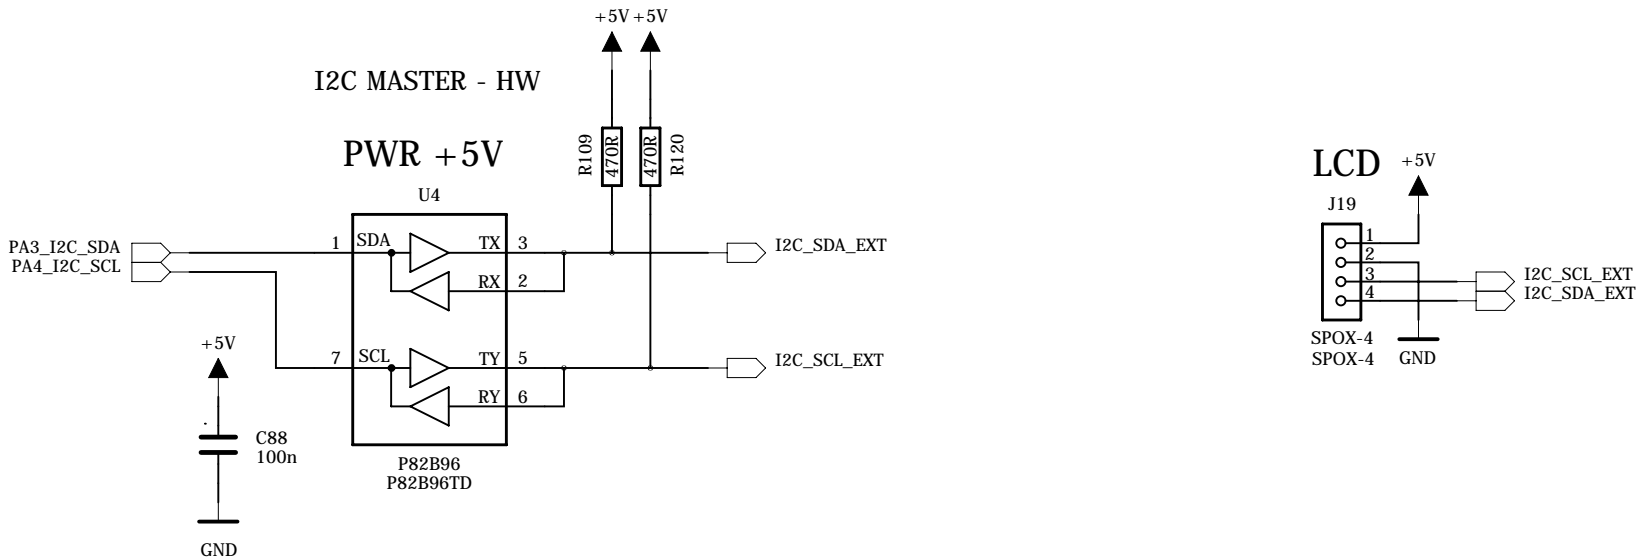 +5V +5V
I2C MASTER - HW
R109
470R
470R
R120
PWR +5V
U4
PA3_I2C_SDA
PA4_I2C_SCL
1 SDA TX 3
RX 2
I2C_SDA_EXT
7 SCL TY 5
RY 6
I2C_SCL_EXT
P82B96
P82B96TD
+5V
C88
100n
GND
LCD
+5V
J19
1
2
3
4
I2C_SCL_EXT
I2C_SDA_EXT
SPOX-4
SPOX-4
GND